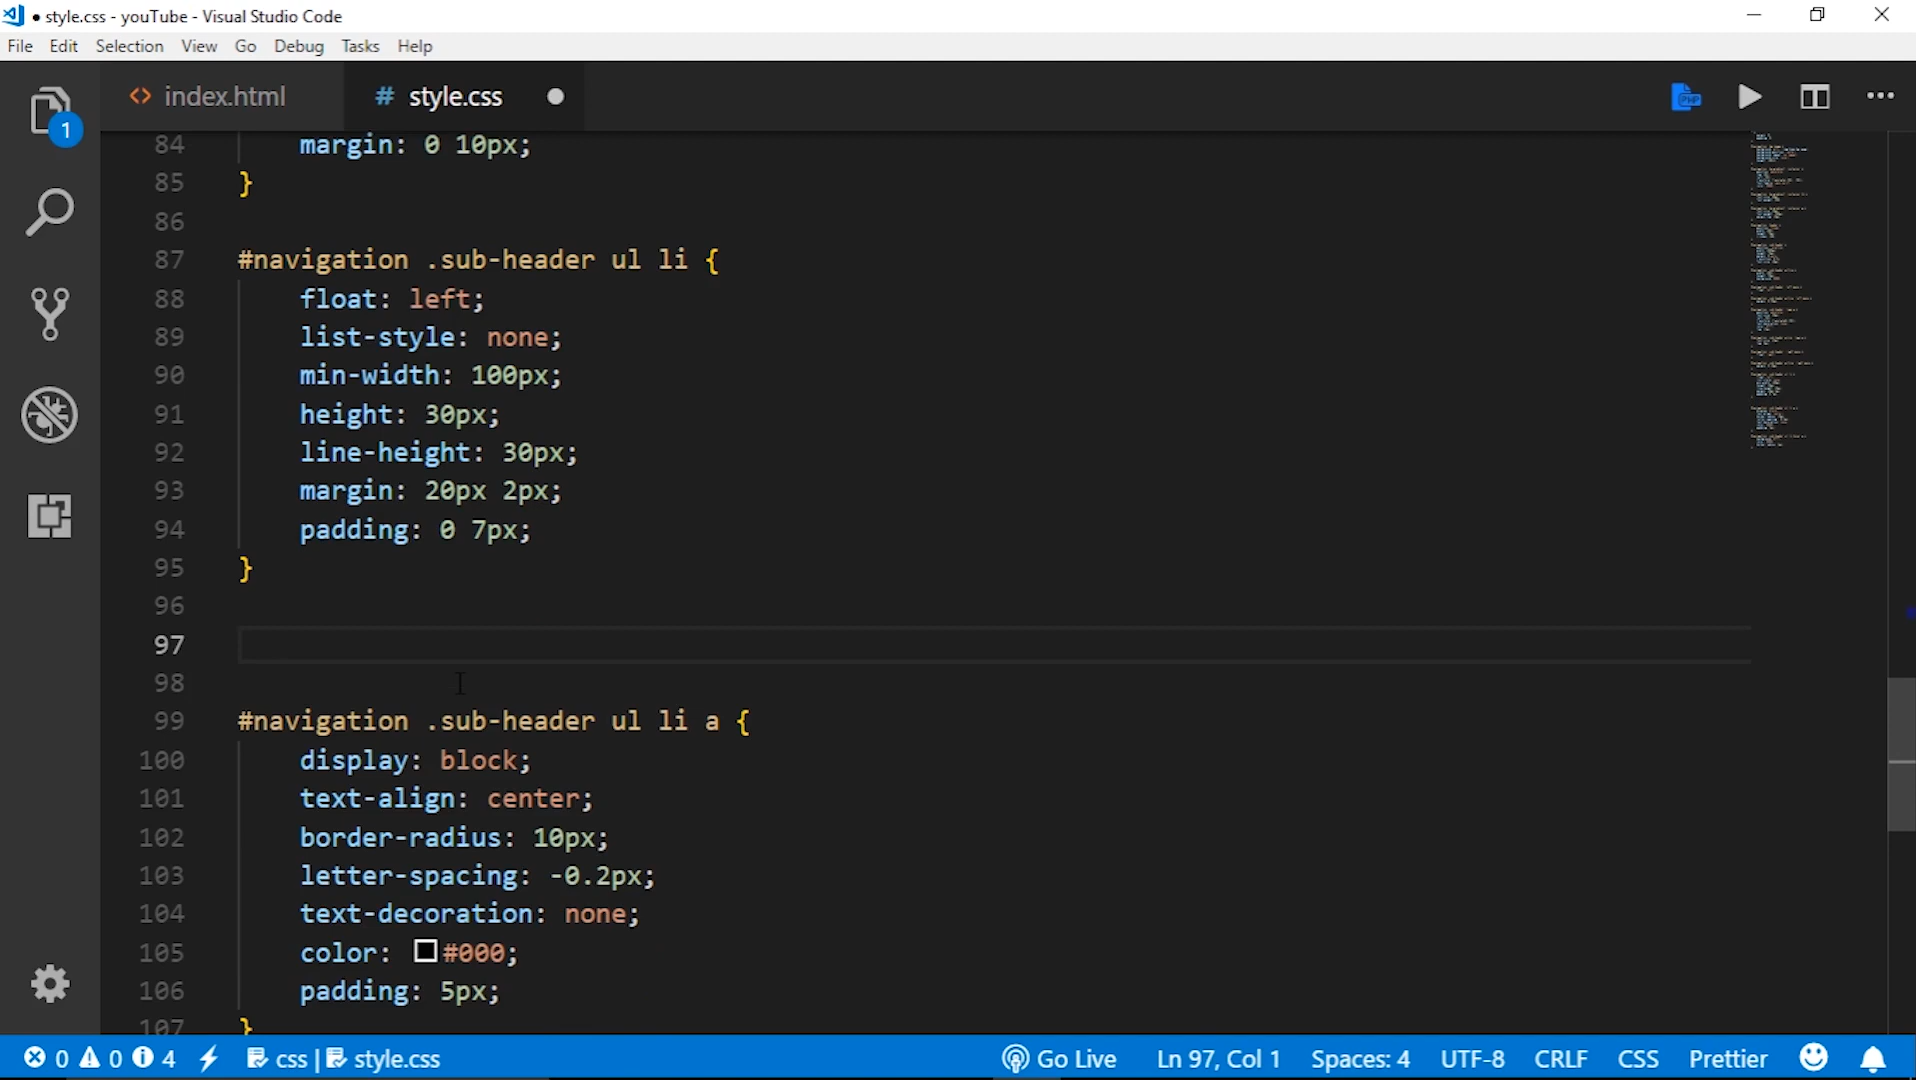 style.css - youTube - Visual Studio Code
File Edit Selection View Go Debug Tasks Help
1
<> index.html # style.css
PHP
84 margin: 0 10px;
85 }
86
87 #navigation .sub-header ul li {
88 float: left;
89 list-style: none;
90 min-width: 100px;
91 height: 30px;
92 line-height: 30px;
93 margin: 20px 2px;
94 padding: 0 7px;
95 }
96
97
98
99 #navigation .sub-header ul li a {
100 display: block;
101 text-align: center;
102 border-radius: 10px;
103 letter-spacing: -0.2px;
104 text-decoration: none;
105 color: #000;
106 padding: 5px;
107 }
0 0 4 css | style.css Go Live Ln 97, Col 1 Spaces: 4 UTF-8 CRLF CSS Prettier